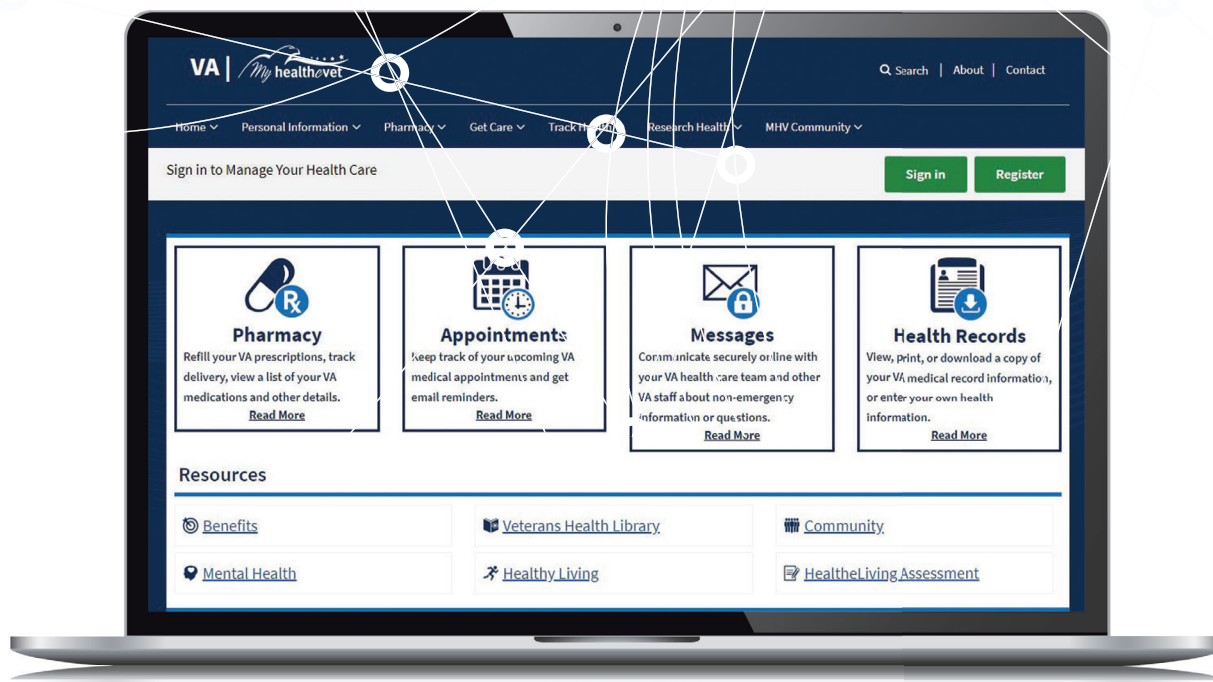 VA | My healthevet
Search | About | Contact
Home Personal Information Pharmacy Get Care Track Health Research Health MHV Community
Sign in to Manage Your Health Care
Sign in
Register
Pharmacy
Refill your VA prescriptions, track
delivery, view a list of your VA
medications and other details.
Read More
Appointments
Keep track of your upcoming VA
medical appointments and get
email reminders.
Read More
Messages
Communicate securely online with
your VA health care team and other
VA staff about non-emergency
information or questions.
Read More
Health Records
View, print, or download a copy of
your VA medical record information,
or enter your own health
information.
Read More
Resources
Benefits
Veterans Health Library
Community
Mental Health
Healthy Living
HealtheLiving Assessment